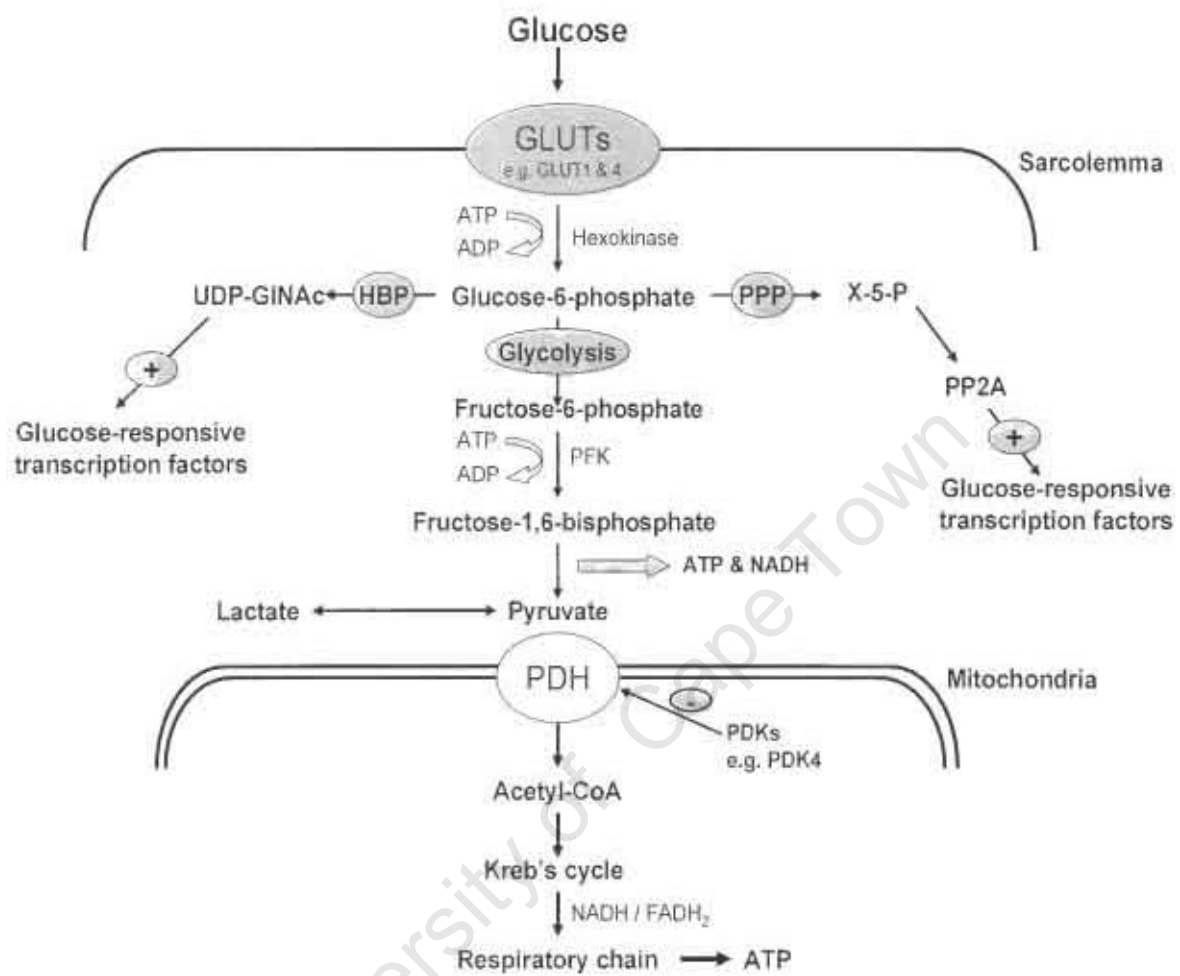 Glucose
GLUTs
e.g. GLUT1 & 4
Sarcolemma
ATP
ADP
Hexokinase
UDP-GlNAc
HBP
Glucose-6-phosphate
PPP
X-5-P
+
Glycolysis
PP2A
Glucose-responsive
transcription factors
Fructose-6-phosphate
ATP
ADP
PFK
+
Glucose-responsive
transcription factors
Fructose-1,6-bisphosphate
ATP & NADH
Lactate
Pyruvate
PDH
Mitochondria
-
PDKs
e.g. PDK4
Acetyl-CoA
Kreb's cycle
NADH / FADH₂
Respiratory chain
ATP
ersity of Cape Town